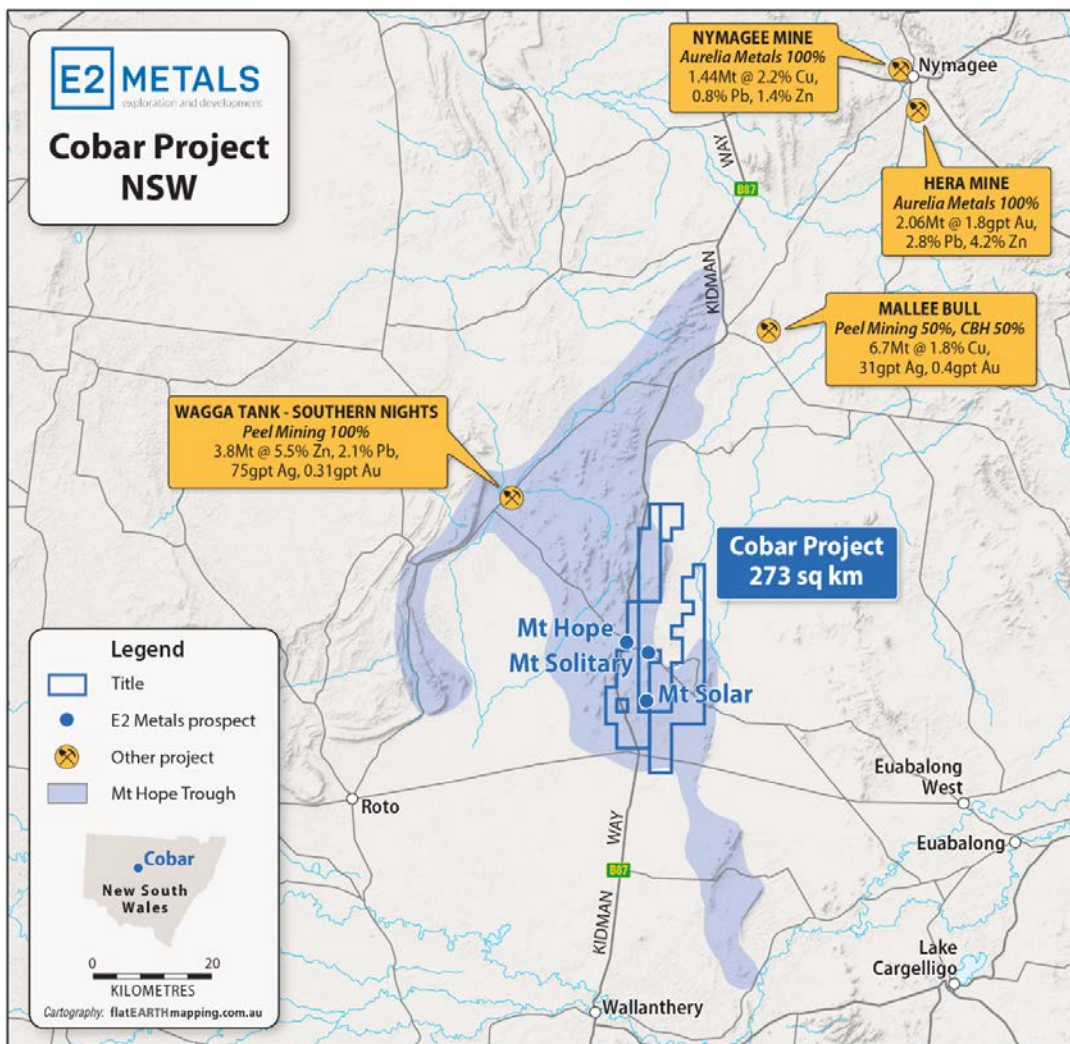 E2 METALS
exploration and development
Cobar Project
NSW
NYMAGEE MINE
Aurelia Metals 100%
1.44Mt @ 2.2% Cu,
0.8% Pb, 1.4% Zn
Nymagee
HERA MINE
Aurelia Metals 100%
2.06Mt @ 1.8gpt Au,
2.8% Pb, 4.2% Zn
B87
KIDMAN WAY
MALLEE BULL
Peel Mining 50%, CBH 50%
6.7Mt @ 1.8% Cu,
31gpt Ag, 0.4gpt Au
WAGGA TANK - SOUTHERN NIGHTS
Peel Mining 100%
3.8Mt @ 5.5% Zn, 2.1% Pb,
75gpt Ag, 0.31gpt Au
Cobar Project
273 sq km
Mt Hope
Mt Solitary
Mt Solar
Legend
Title
E2 Metals prospect
Other project
Mt Hope Trough
Cobar
New South
Wales
0 20
KILOMETRES
Cartography: flatEARTHmapping.com.au
Roto
Euabalong
West
Euabalong
B87
KIDMAN WAY
Lake
Cargelligo
Wallanthery